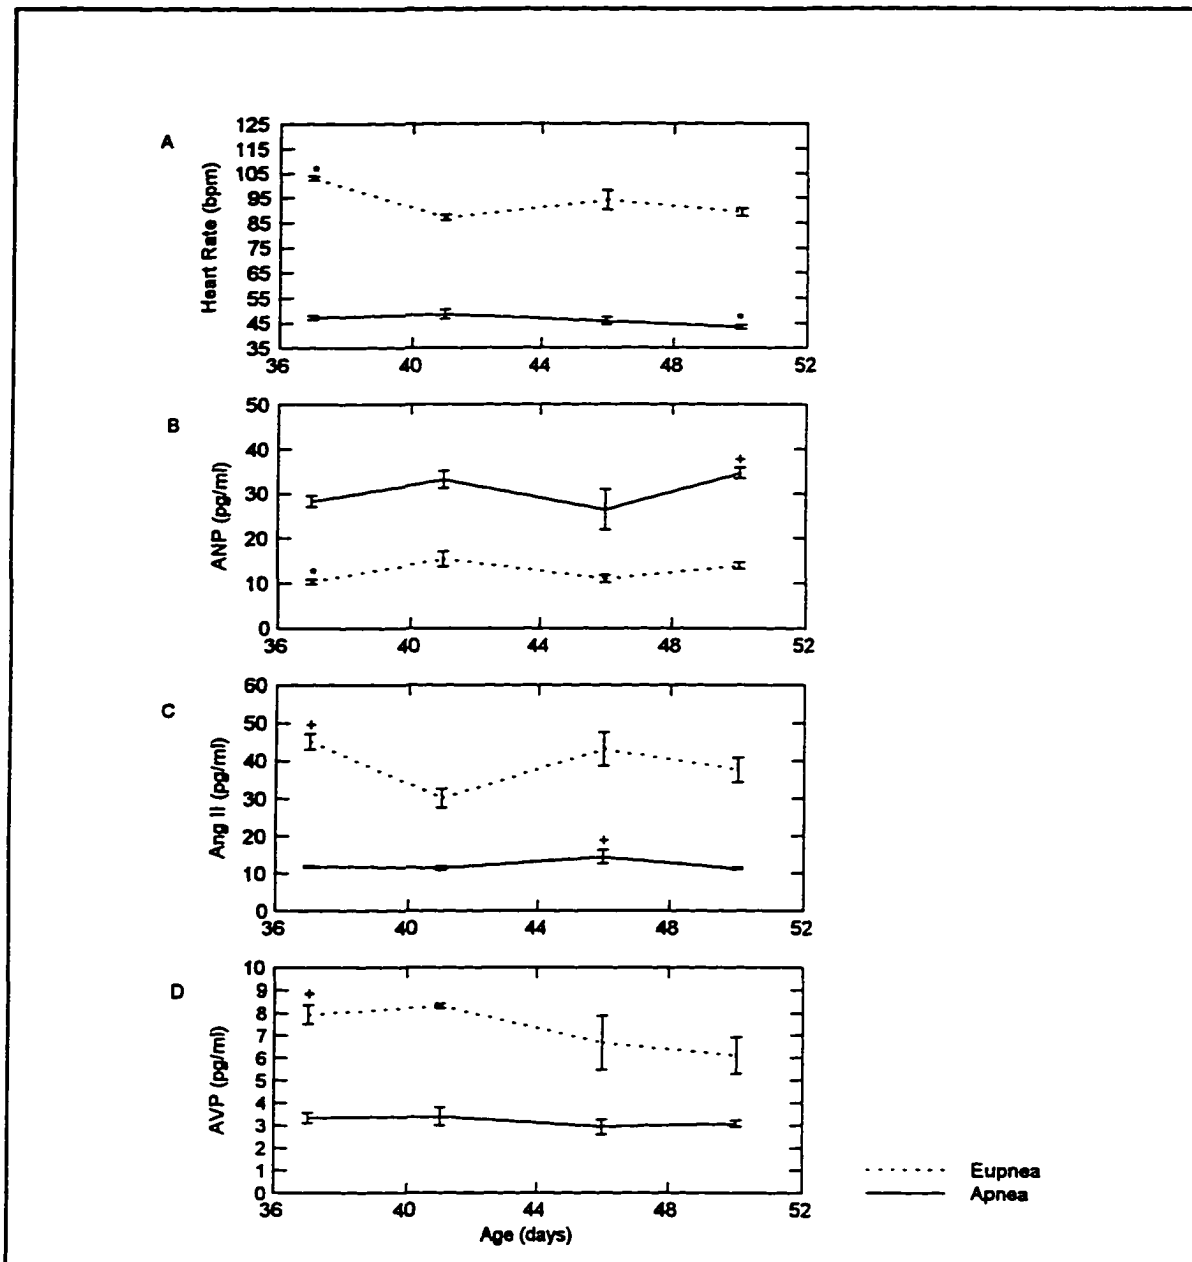 A
Heart Rate (bpm)
125
115
105
95
85
75
65
55
45
35
*
*
36 40 44 48 52
B
ANP (pg/ml)
50
40
30
20
10
0
+
*
36 40 44 48 52
C
Ang II (pg/ml)
60
50
40
30
20
10
0
+
+
36 40 44 48 52
D
AVP (pg/ml)
10
9
8
7
6
5
4
3
2
1
0
+
36 40 44 48 52
Age (days)
Eupnea
Apnea